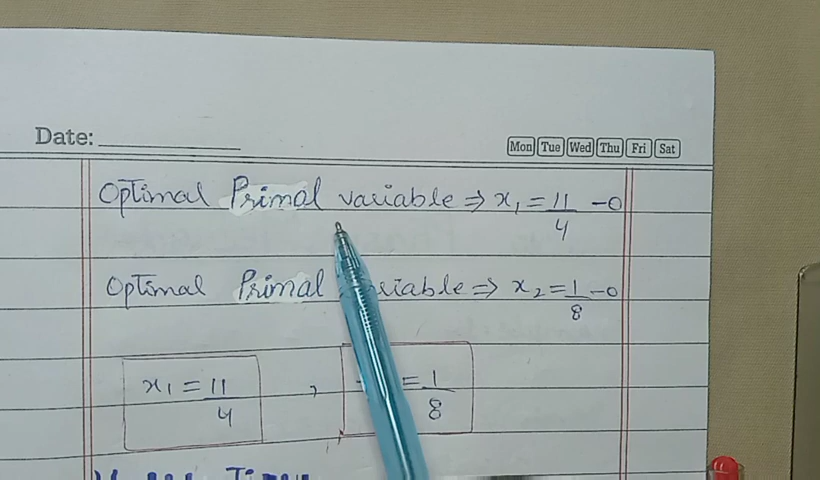 Date:
Mon Tue Wed Thu Fri Sat
Optimal Primal variable ⇒ x₁ = 11/4 - 0
Optimal Primal variable ⇒ x₂ = 1/8 - 0
x₁ = 11/4 , = 1/8